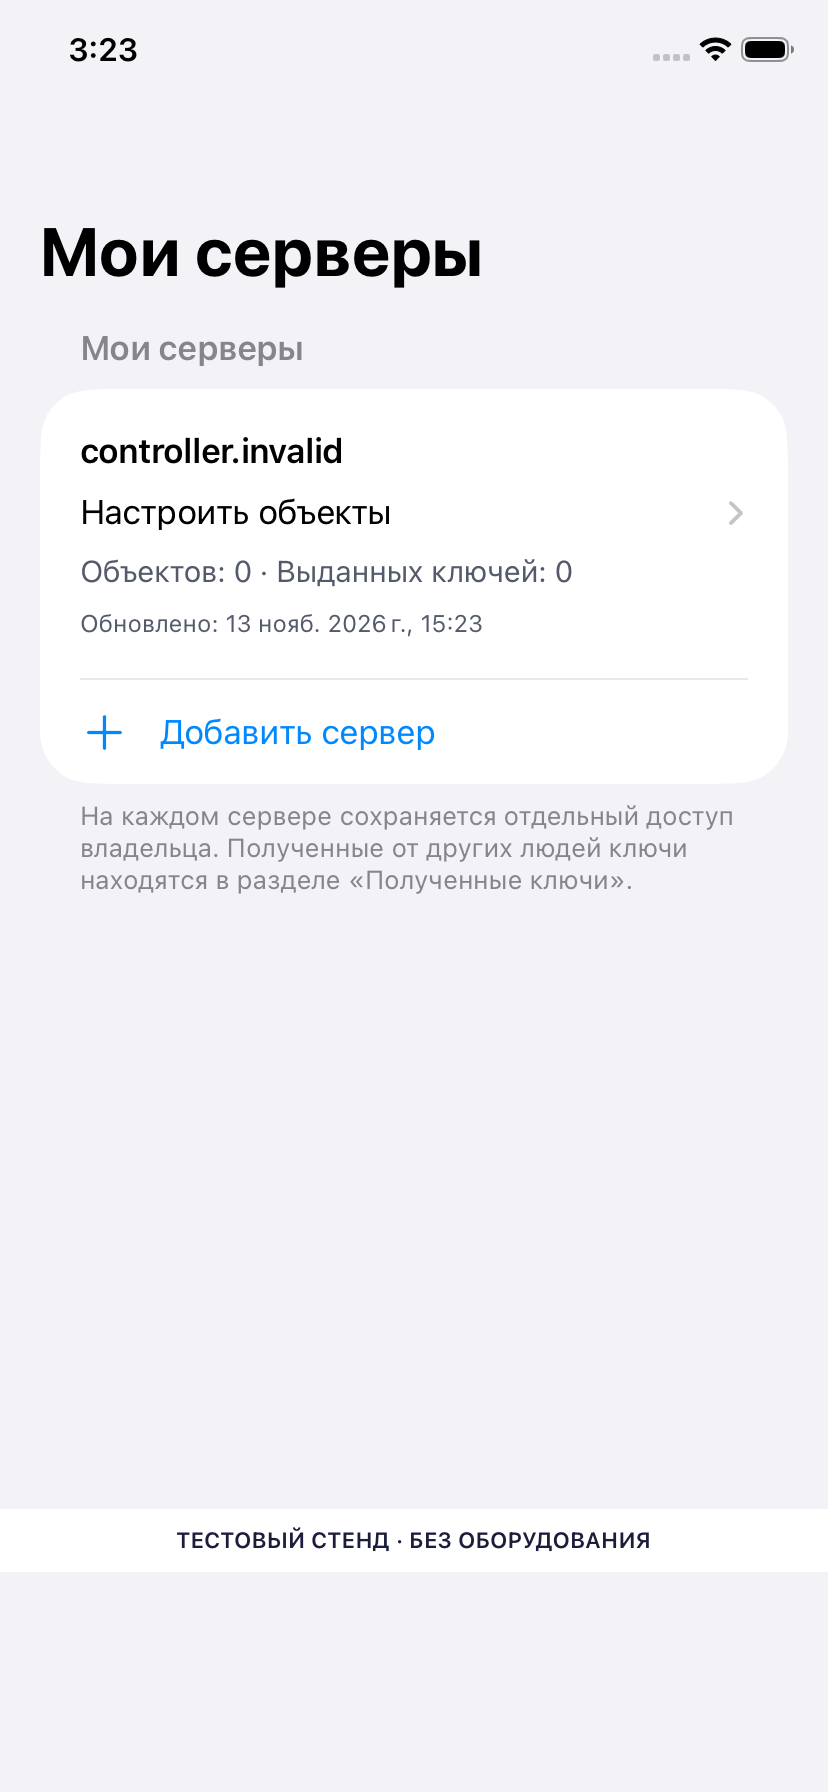 3:23
Мои серверы
Мои серверы
controller.invalid
Настроить объекты
Объектов: 0 · Выданных ключей: 0
Обновлено: 13 нояб. 2026 г., 15:23
Добавить сервер
На каждом сервере сохраняется отдельный доступ
владельца. Полученные от других людей ключи
находятся в разделе «Полученные ключи».
ТЕСТОВЫЙ СТЕНД · БЕЗ ОБОРУДОВАНИЯ